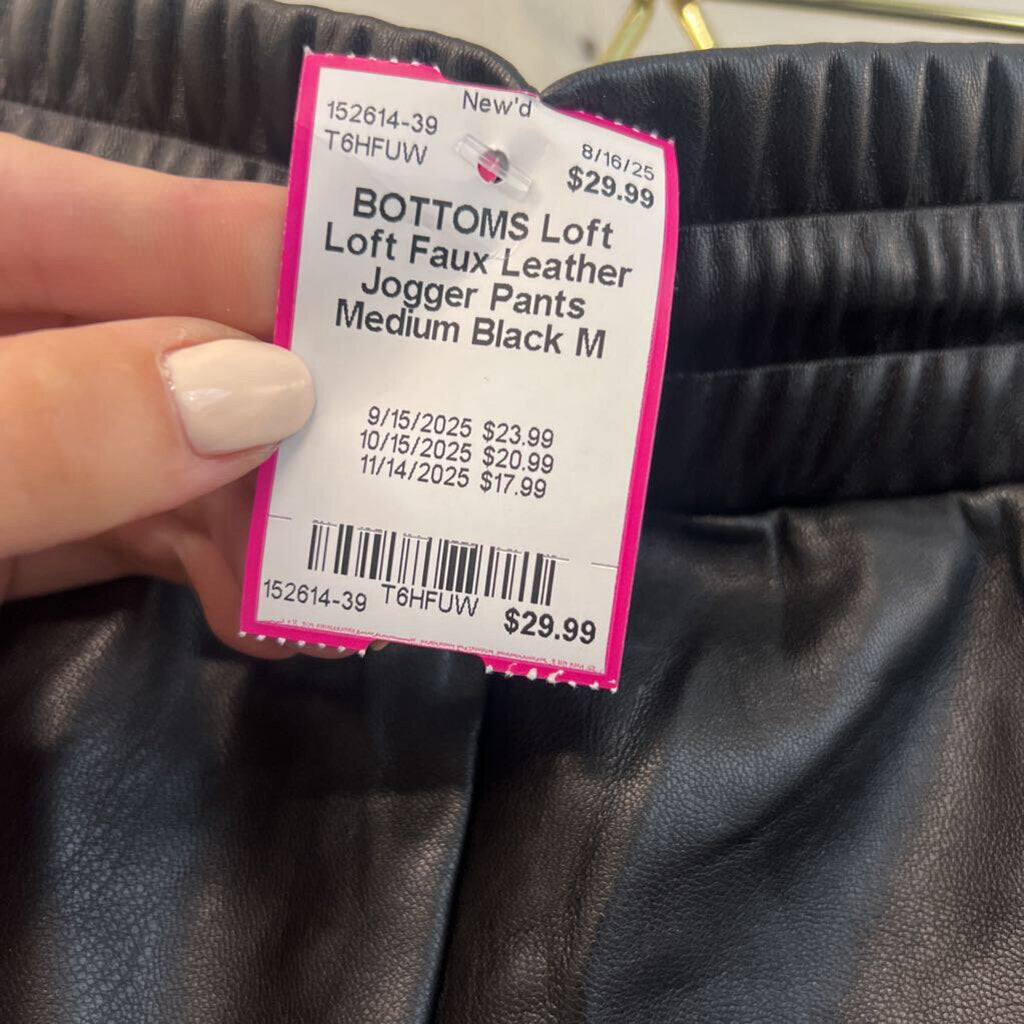 New'd
152614-39
T6HFUW
8/16/25
$29.99
BOTTOMS Loft
Loft Faux Leather
Jogger Pants
Medium Black M
9/15/2025 $23.99
10/15/2025 $20.99
11/14/2025 $17.99
152614-39 T6HFUW $29.99